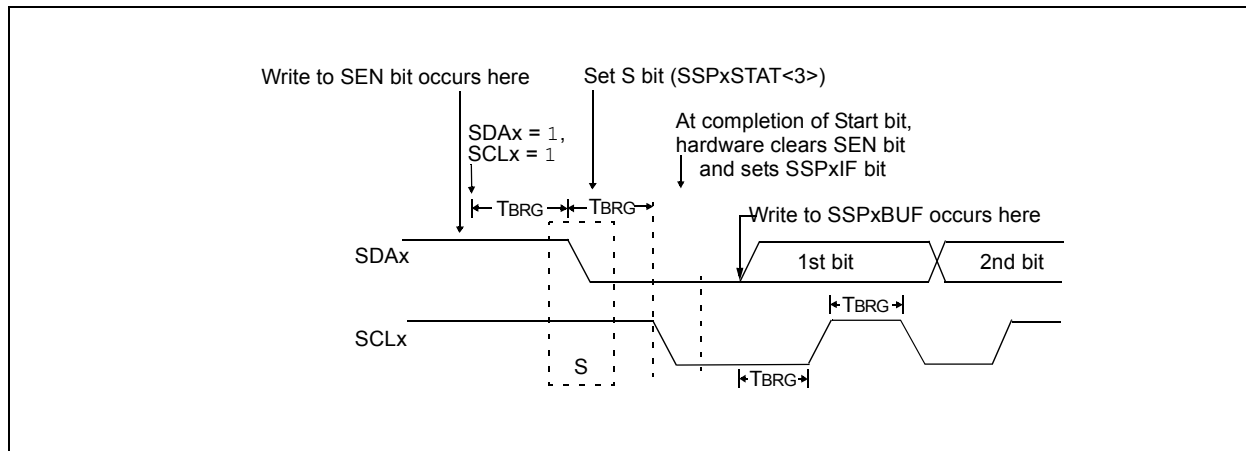 Write to SEN bit occurs here
Set S bit (SSPxSTAT<3>)
SDAx = 1,
SCLx = 1
At completion of Start bit,
hardware clears SEN bit
and sets SSPxIF bit
TBRG
TBRG
Write to SSPxBUF occurs here
SDAx
1st bit
2nd bit
TBRG
SCLx
S
TBRG